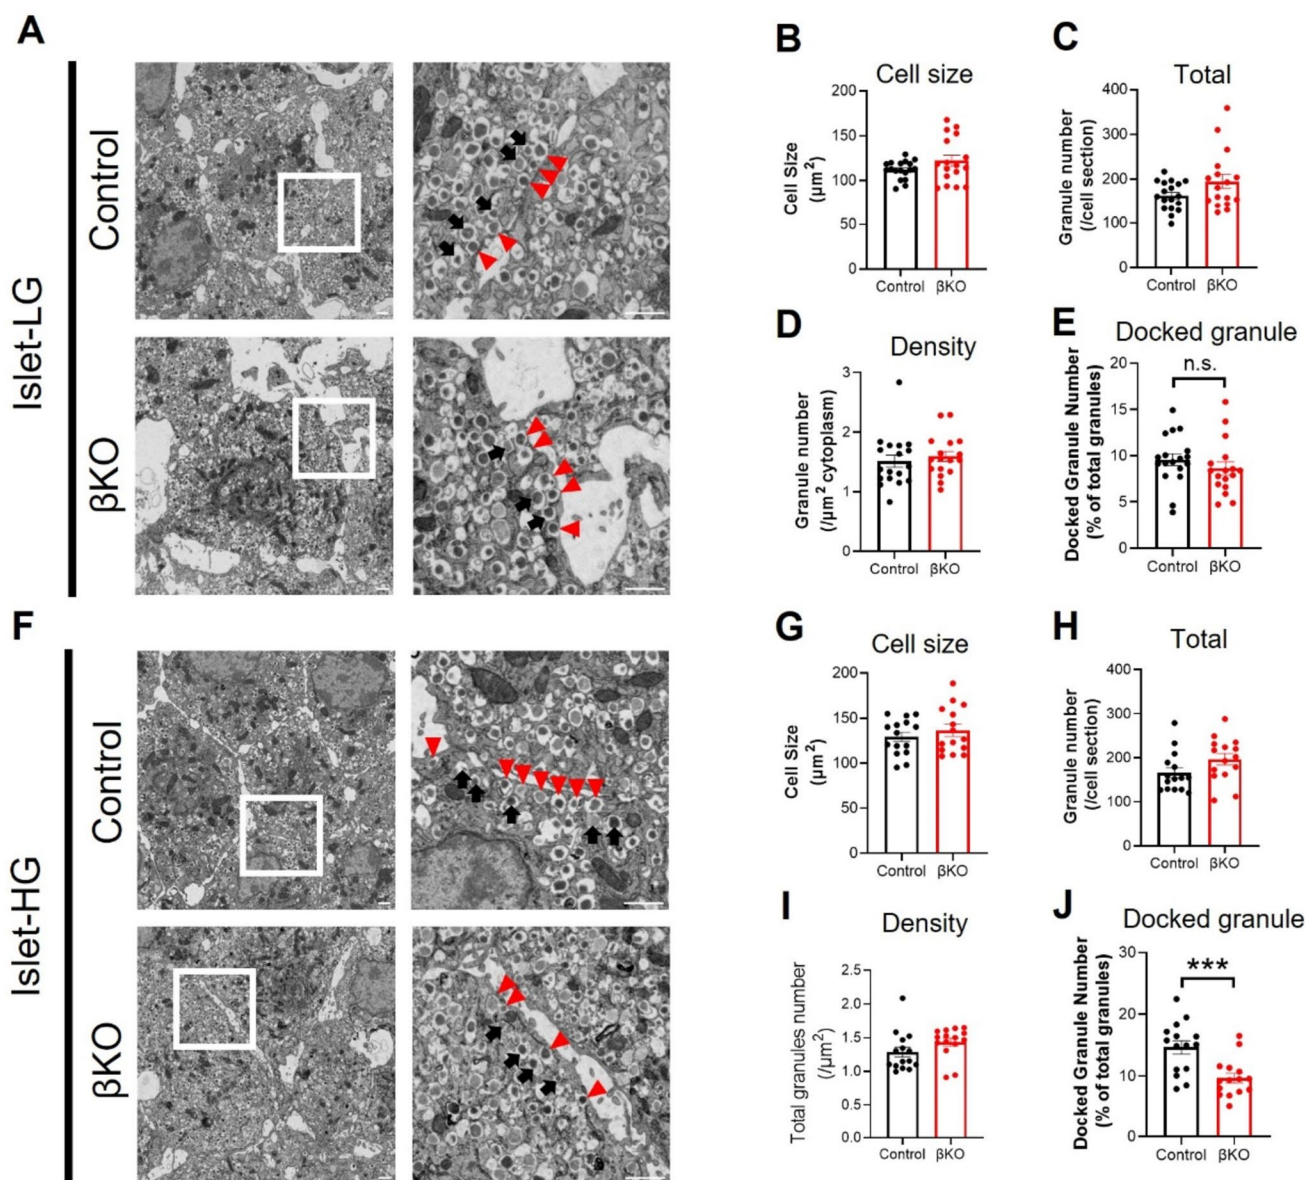 A
Islet-LG
Control
βKO
B
Cell size
Cell Size
(µm²)
200
150
100
50
0
Control βKO
C
Total
Granule number
(/cell section)
400
300
200
100
0
Control βKO
D
Density
Granule number
(/µm² cytoplasm)
3
2
1
0
Control βKO
E
Docked granule
Docked Granule Number
(% of total granules)
20
15
10
5
0
n.s.
Control βKO
F
Islet-HG
Control
βKO
G
Cell size
Cell Size
(µm²)
200
150
100
50
0
Control βKO
H
Total
Granule number
(/cell section)
400
300
200
100
0
Control βKO
I
Density
Total granules number
(/µm²)
2.5
2.0
1.5
1.0
0.5
0.0
Control βKO
J
Docked granule
Docked Granule Number
(% of total granules)
30
20
10
0
***
Control βKO